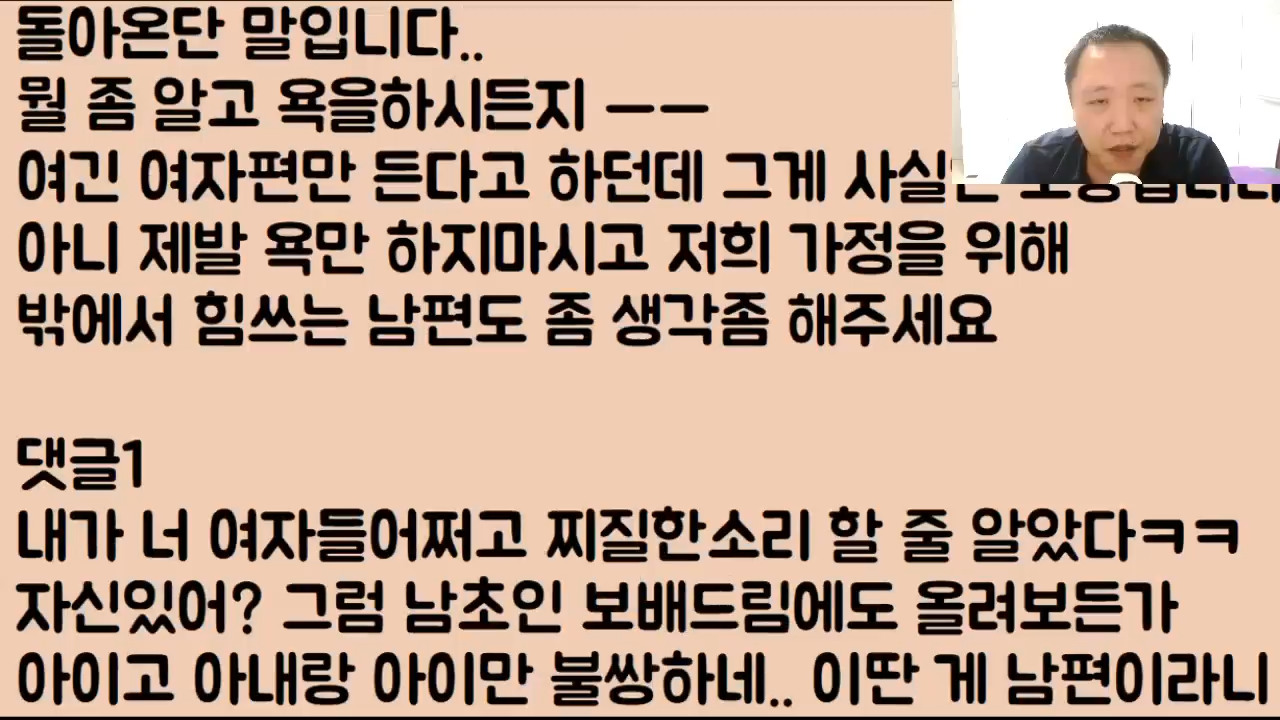 돌아온단 말입니다..
뭘 좀 알고 욕을하시든지 ㅡㅡ
여긴 여자편만 든다고 하던데 그게
아니 제발 욕만 하지마시고 저희 가정을 위해
밖에서 힘쓰는 남편도 좀 생각좀 해주세요
댓글1
내가 너 여자들어쩌고 찌질한소리 할 줄 알았다ㅋㅋ
자신있어? 그럼 남초인 보배드림에도 올려보든가
아이고 아내랑 아이만 불쌍하네.. 이딴 게 남편이라니